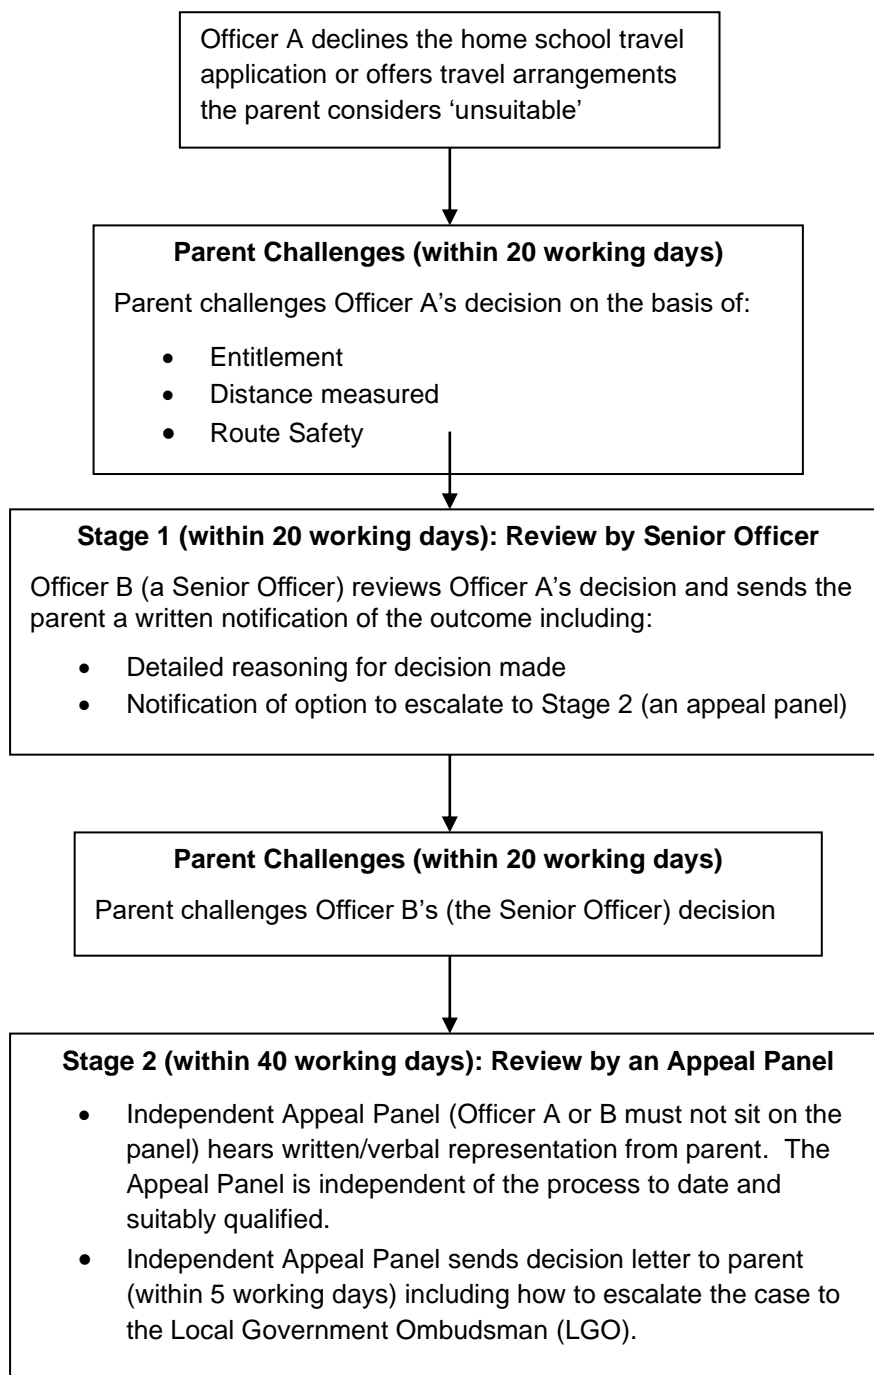 Officer A declines the home school travel
application or offers travel arrangements
the parent considers ‘unsuitable’
Parent Challenges (within 20 working days)
Parent challenges Officer A’s decision on the basis of:
• Entitlement
• Distance measured
• Route Safety
Stage 1 (within 20 working days): Review by Senior Officer
Officer B (a Senior Officer) reviews Officer A’s decision and sends the
parent a written notification of the outcome including:
• Detailed reasoning for decision made
• Notification of option to escalate to Stage 2 (an appeal panel)
Parent Challenges (within 20 working days)
Parent challenges Officer B’s (the Senior Officer) decision
Stage 2 (within 40 working days): Review by an Appeal Panel
• Independent Appeal Panel (Officer A or B must not sit on the
panel) hears written/verbal representation from parent.  The
Appeal Panel is independent of the process to date and
suitably qualified.
• Independent Appeal Panel sends decision letter to parent
(within 5 working days) including how to escalate the case to
the Local Government Ombudsman (LGO).